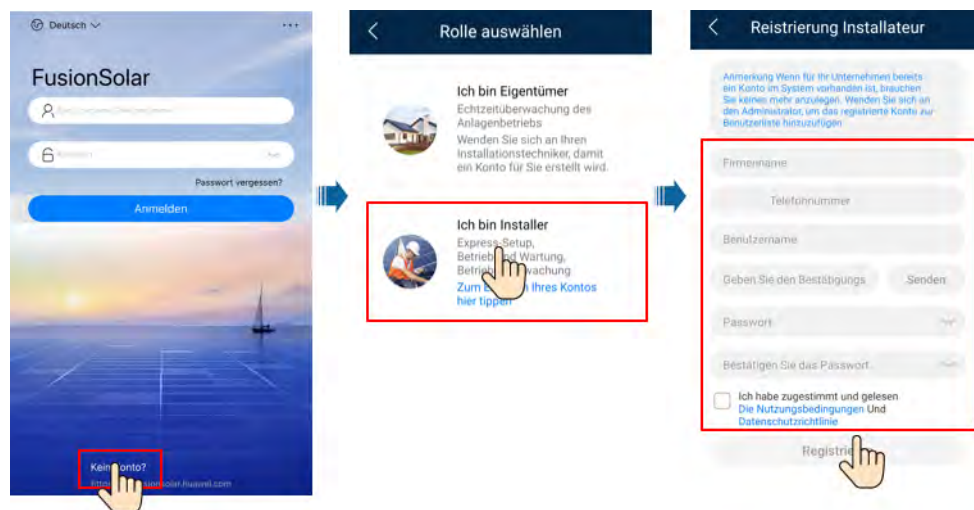 Deutsch
FusionSolar
Passwort vergessen?
Anmelden
Kein
onto?
Rolle auswählen
Ich bin Eigentümer
Echtzeitüberwachung des
Anlagenbetriebs
Wenden Sie sich an Ihren
Installationstechniker, damit
ein Konto für Sie erstellt wird.
Ich bin Installer
Express-Setup,
Betrieb und Wartung,
Zum Ihres Kontos
hier tippen
Reistrierung Installateur
Anmerkung Wenn für Ihr Unternehmen bereits
ein Konto im System vorhanden ist, brauchen
Sie keinen mehr anzulegen. Wenden Sie sich an
den Administrator, um das registrierte Konto zur
Benutzerliste hinzuzufügen
Firmenname
Telefonnummer
Benutzername
Geben Sie den Bestätigungs Senden
Passwort
Bestätigen Sie das Passwort.
Ich habe zugestimmt und gelesen
Die Nutzungsbedingungen Und
Datenschutzrichtlinie
Registrie